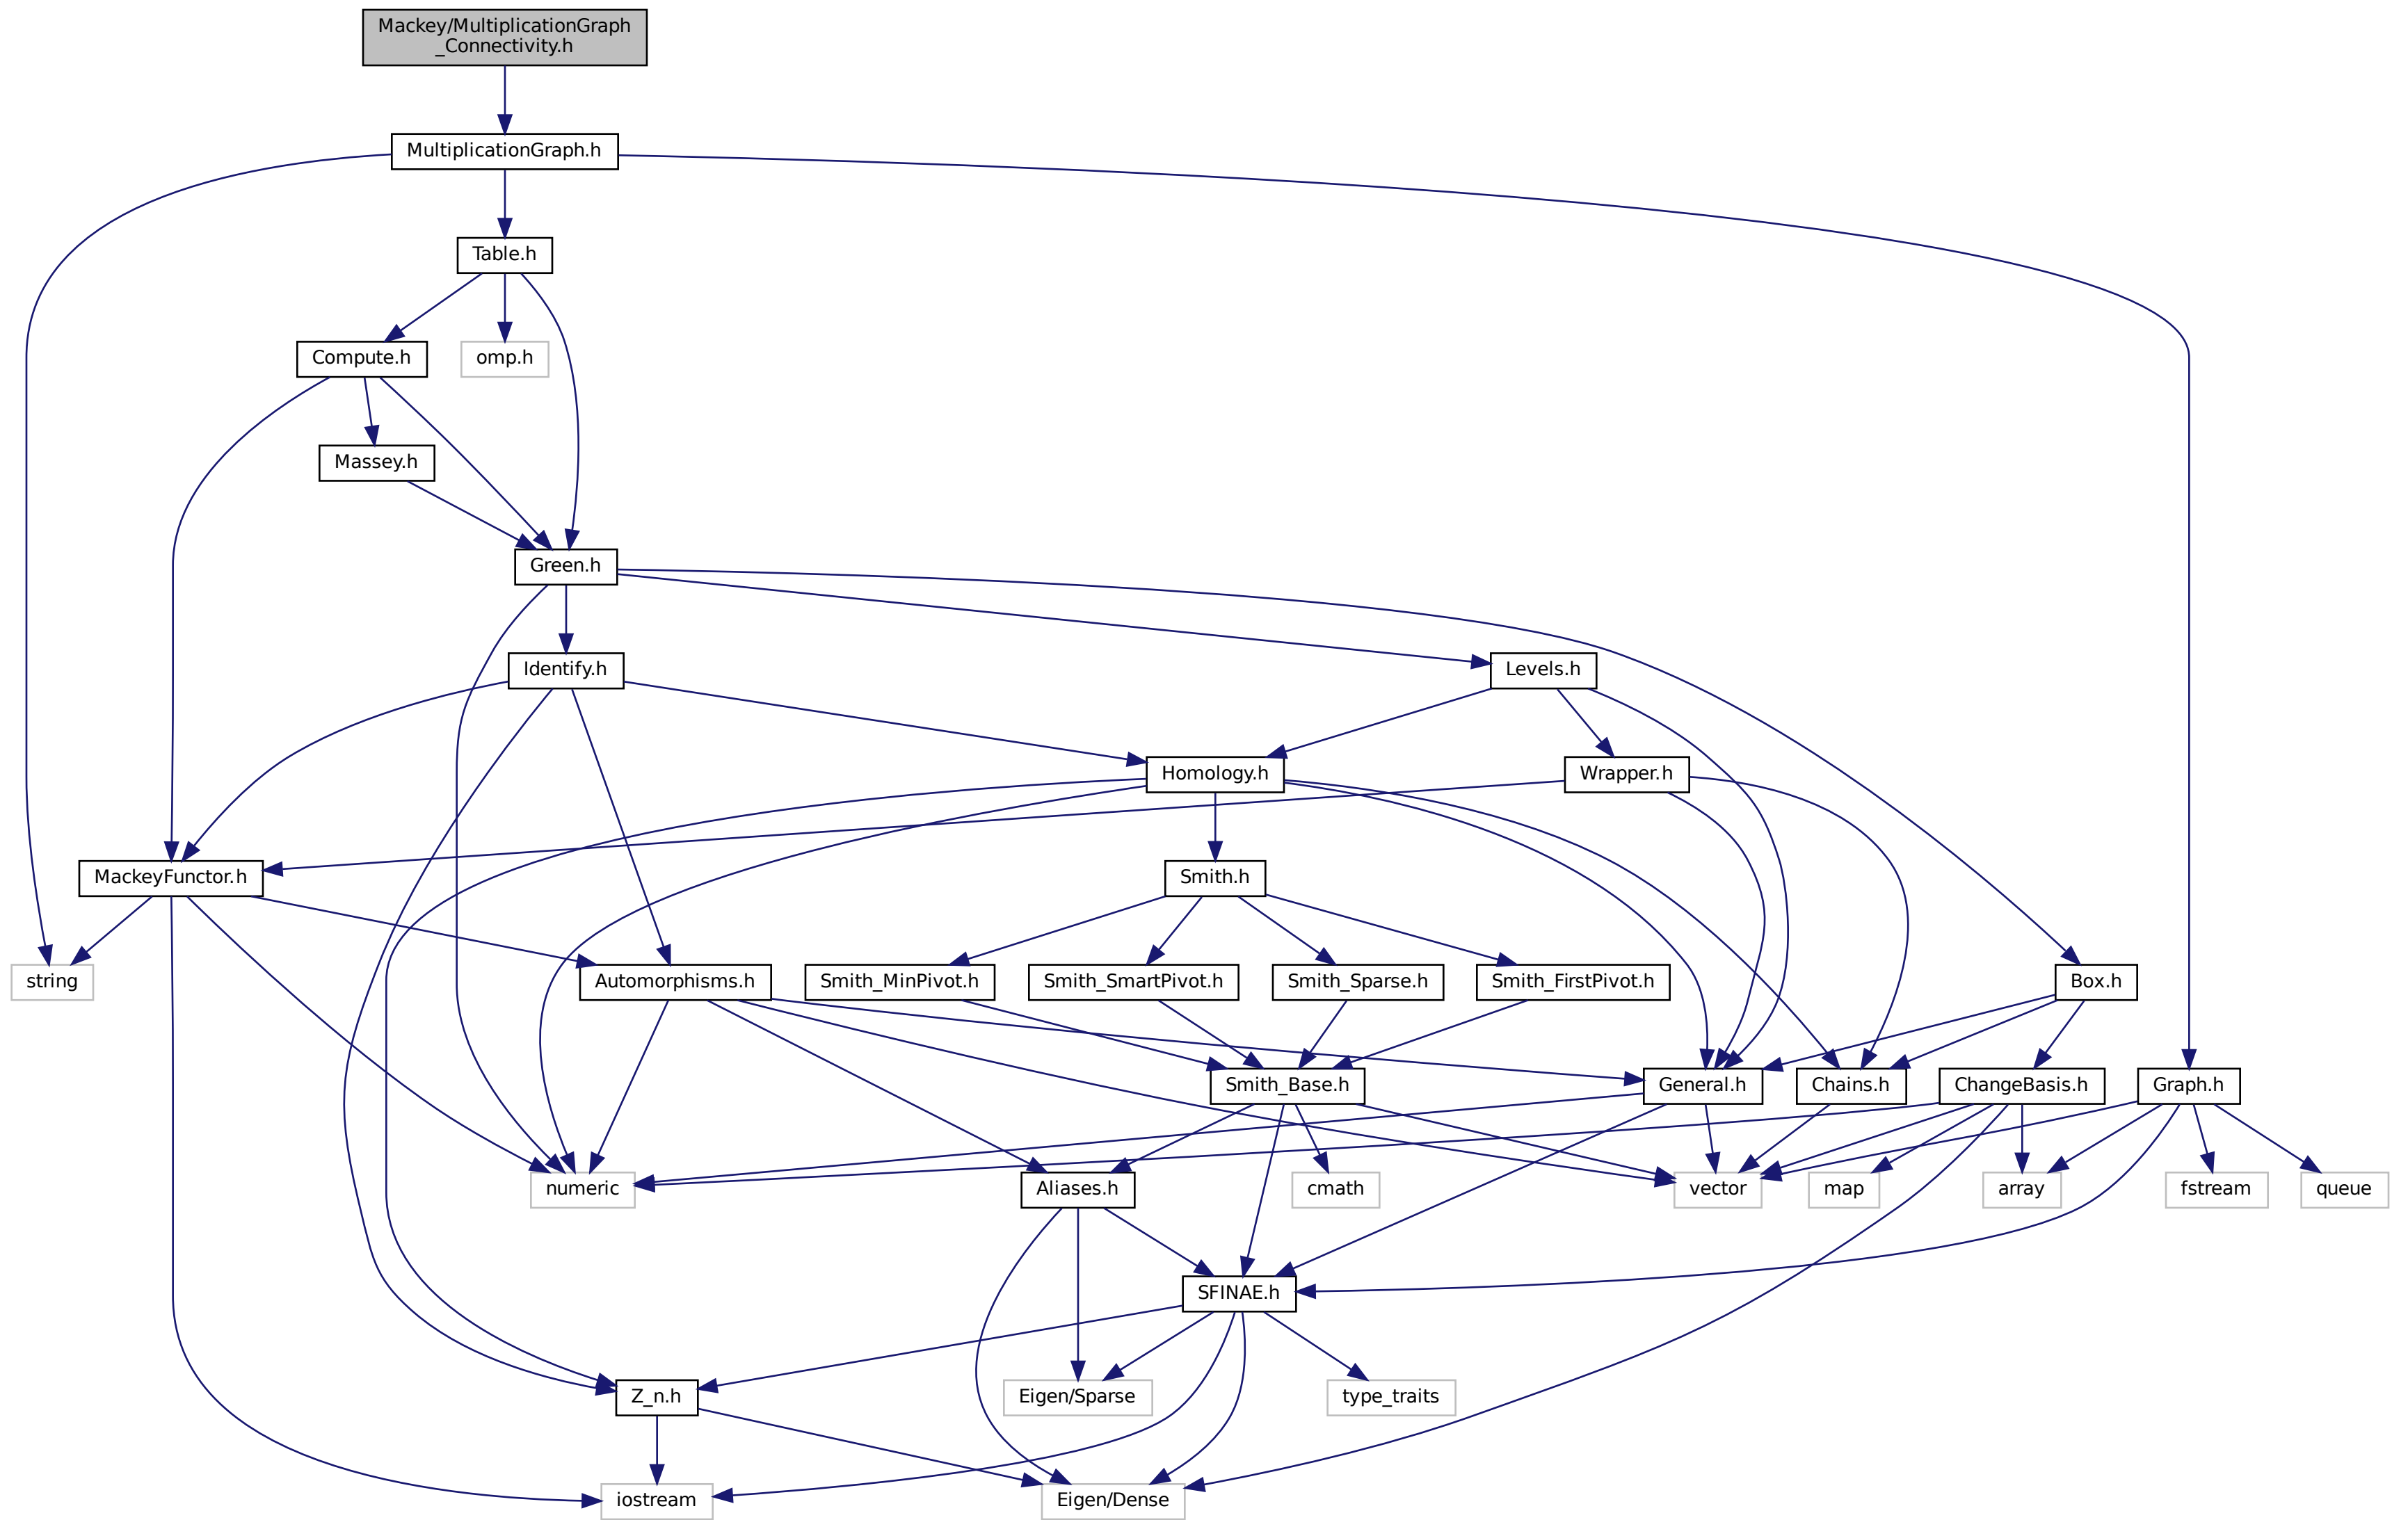 Mackey/MultiplicationGraph
_Connectivity.h
MultiplicationGraph.h
Table.h
Compute.h
omp.h
Massey.h
Green.h
Identify.h
Levels.h
Homology.h
Wrapper.h
MackeyFunctor.h
Smith.h
string
Automorphisms.h
Smith_MinPivot.h
Smith_SmartPivot.h
Smith_Sparse.h
Smith_FirstPivot.h
Box.h
Smith_Base.h
General.h
Chains.h
ChangeBasis.h
Graph.h
numeric
Aliases.h
cmath
vector
map
array
fstream
queue
SFINAE.h
Z_n.h
Eigen/Sparse
type_traits
iostream
Eigen/Dense